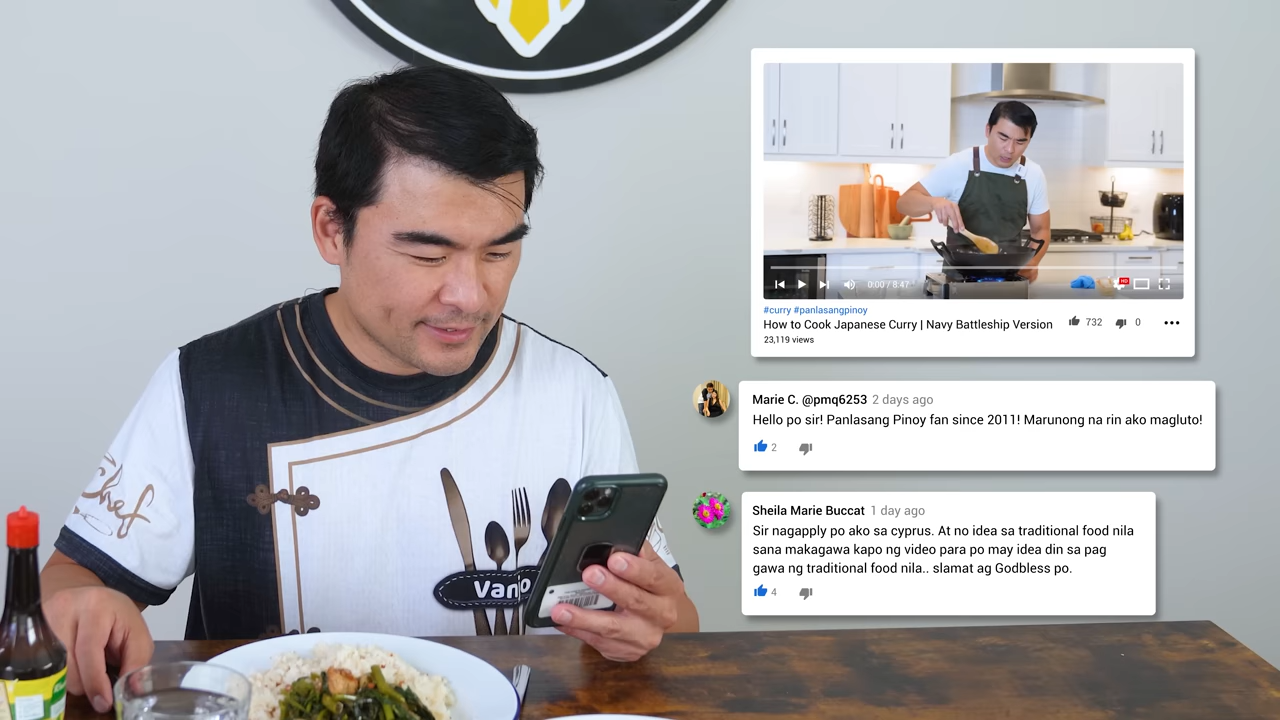 HD
0:00 / 8:47
#curry #panlasangpinoy
How to Cook Japanese Curry | Navy Battleship Version
732
0
23,119 views
Marie C. @pmq6253 2 days ago
Hello po sir! Panlasang Pinoy fan since 2011! Marunong na rin ako magluto!
2
Sheila Marie Buccat 1 day ago
Sir nagapply po ako sa cyprus. At no idea sa traditional food nila
sana makagawa kapo ng video para po may idea din sa pag
gawa ng traditional food nila.. slamat ag Godbless po.
4
Chef